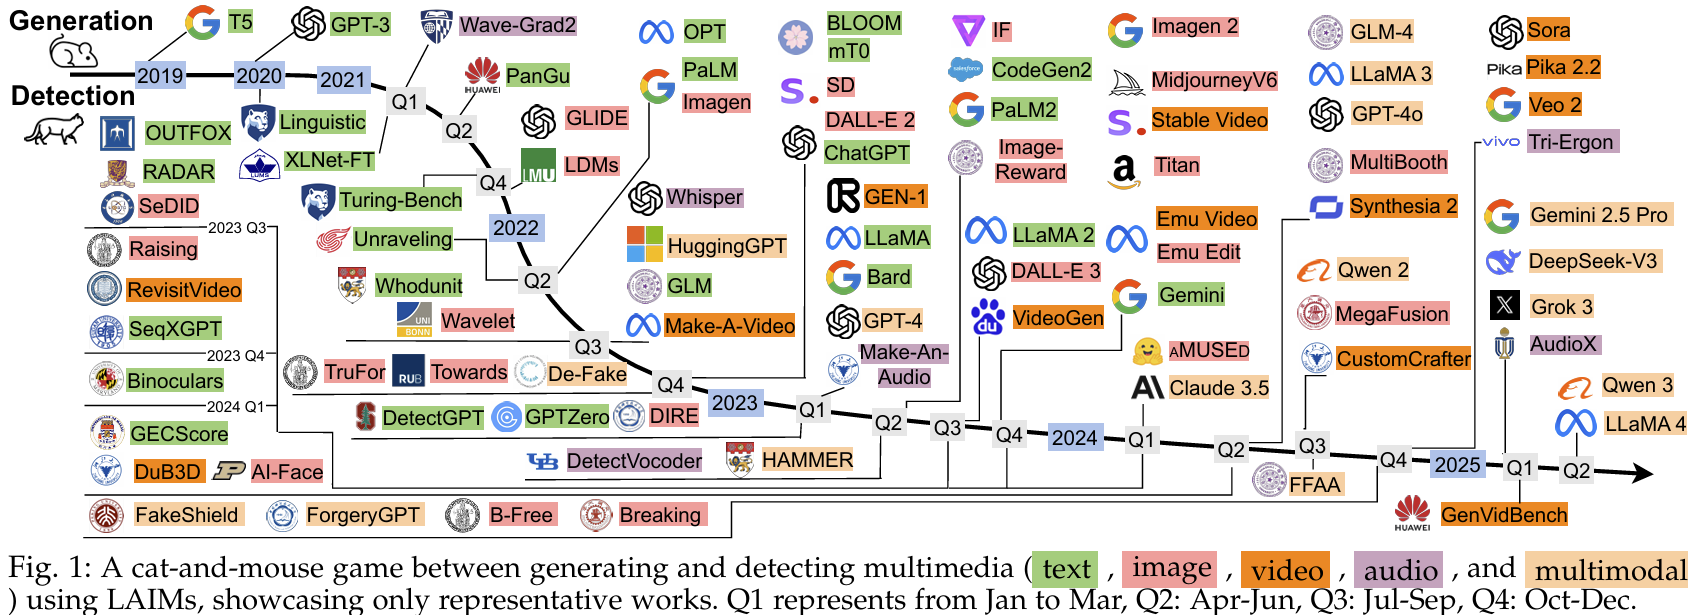 Generation
Detection
2019
2020
2021
Q1
Q2
Q4
2022
Q2
Q3
Q4
2023
Q1
Q2
Q3
Q4
2024
Q1
Q2
Q3
Q4
2025
Q1
Q2
T5
GPT-3
Wave-Grad2
HUAWEI
PanGu
GLIDE
LMU
LDMs
OPT
PaLM
Imagen
Whisper
HuggingGPT
GLM
Make-A-Video
BLOOM
mT0
S.
SD
DALL-E 2
ChatGPT
GEN-1
LLaMA
Bard
GPT-4
Make-An-
Audio
IF
salesforce
CodeGen2
PaLM2
Image-
Reward
LLaMA 2
DALL-E 3
du
VideoGen
Imagen 2
MidjourneyV6
S.
Stable Video
a
Titan
Emu Video
Emu Edit
Gemini
AMUSED
AI
Claude 3.5
GLM-4
LLaMA 3
GPT-4o
MultiBooth
Synthesia 2
Qwen 2
MegaFusion
CustomCrafter
Sora
Pika
Pika 2.2
Veo 2
vivo
Tri-Ergon
Gemini 2.5 Pro
DeepSeek-V3
X
Grok 3
AudioX
Qwen 3
LLaMA 4
OUTFOX
Linguistic
LUMS
XLNet-FT
RADAR
SeDID
2023 Q3
Raising
RevisitVideo
SeqXGPT
2023 Q4
Binoculars
2024 Q1
GECScore
DuB3D
P
AI-Face
FakeShield
ForgeryGPT
B-Free
Breaking
Turing-Bench
Unraveling
Whodunit
UNI
BONN
Wavelet
TruFor
RUB
Towards
De-Fake
S
DetectGPT
GPTZero
DIRE
UB
DetectVocoder
HAMMER
FFAA
HUAWEI
GenVidBench
Fig. 1: A cat-and-mouse game between generating and detecting multimedia ( text , image , video , audio , and multimodal
) using LAIMs, showcasing only representative works. Q1 represents from Jan to Mar, Q2: Apr-Jun, Q3: Jul-Sep, Q4: Oct-Dec.